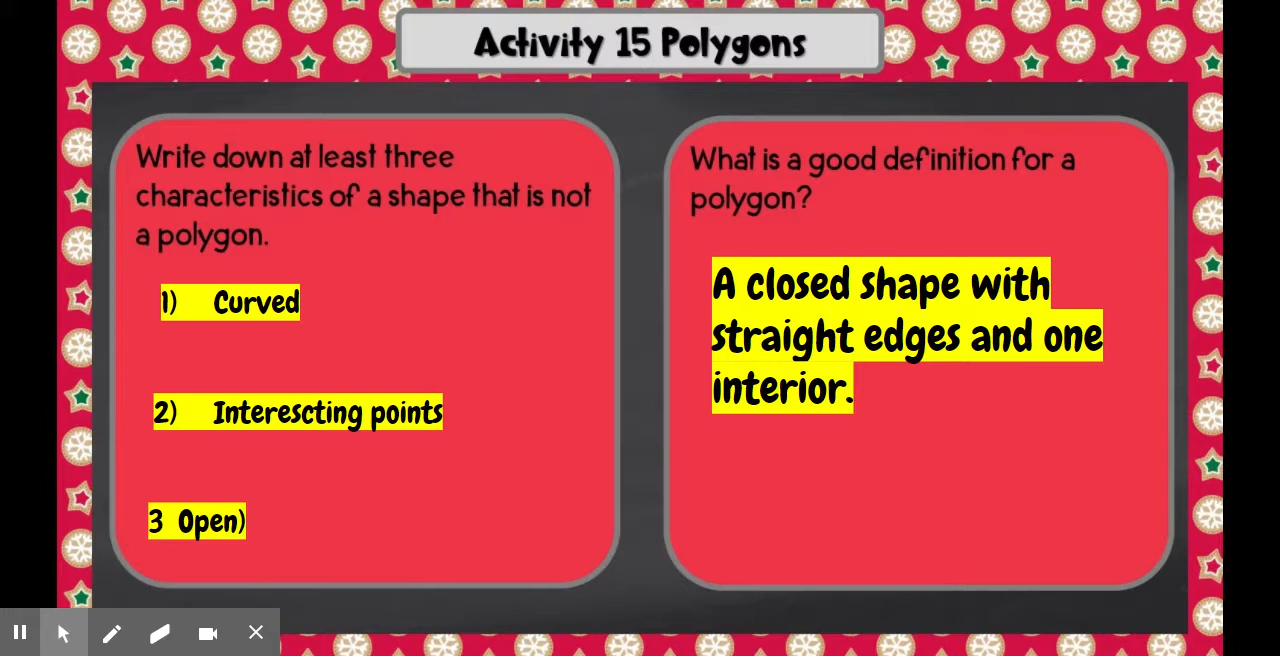 Activity 15 Polygons
Write down at least three
characteristics of a shape that is not
a polygon.
1) Curved
2) Interescting points
3 Open)
What is a good definition for a
polygon?
A closed shape with
straight edges and one
interior.